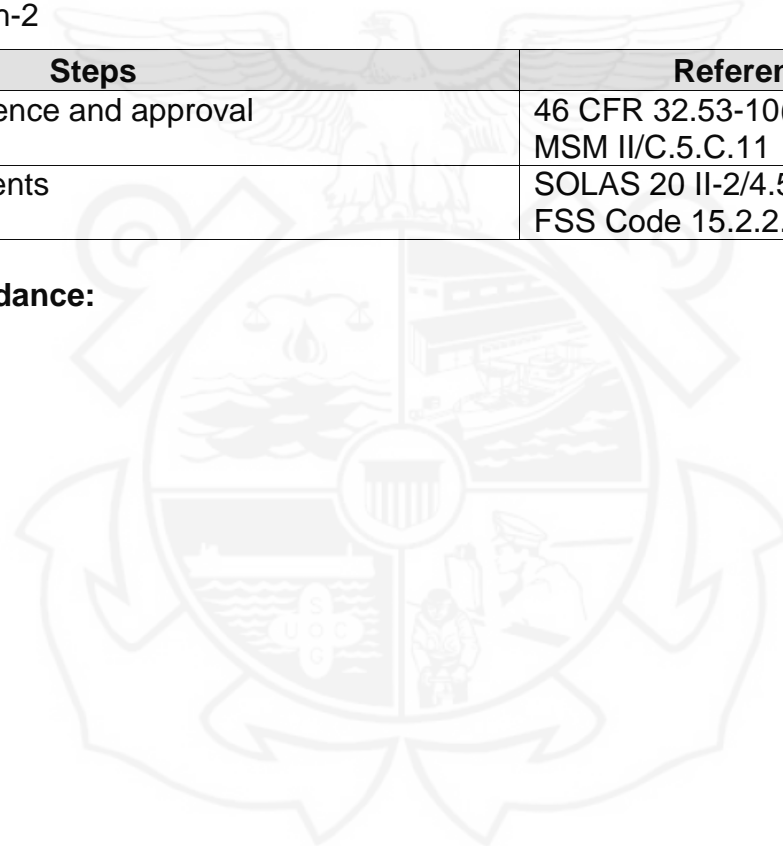 n-2
Steps Referen
ence and approval 46 CFR 32.53-10(
MSM II/C.5.C.11
ents SOLAS 20 II-2/4.5
FSS Code 15.2.2.
dance:
S
U O C
G